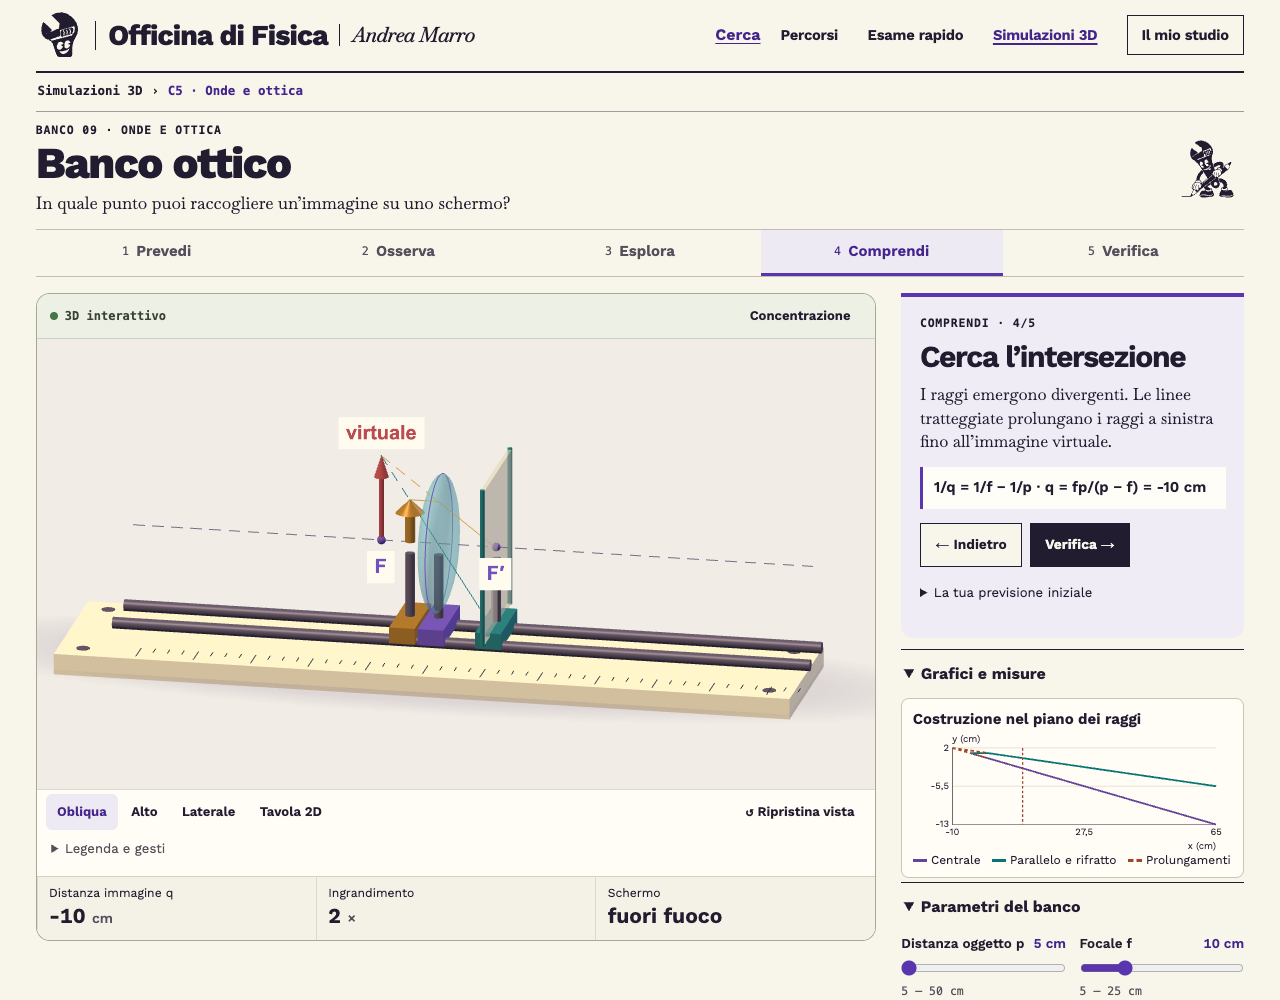 Officina di Fisica
Andrea Marro
Cerca
Percorsi
Esame rapido
Simulazioni 3D
Il mio studio
Simulazioni 3D › C5 · Onde e ottica
BANCO 09 · ONDE E OTTICA
Banco ottico
In quale punto puoi raccogliere un’immagine su uno schermo?
1 Prevedi
2 Osserva
3 Esplora
4 Comprendi
5 Verifica
3D interattivo
Concentrazione
virtuale
F
F′
Obliqua
Alto
Laterale
Tavola 2D
↺ Ripristina vista
▶ Legenda e gesti
Distanza immagine q
-10 cm
Ingrandimento
2 ×
Schermo
fuori fuoco
COMPRENDI · 4/5
Cerca l’intersezione
I raggi emergono divergenti. Le linee
tratteggiate prolungano i raggi a sinistra
fino all’immagine virtuale.
1/q = 1/f − 1/p · q = fp/(p − f) = -10 cm
← Indietro
Verifica →
▶ La tua previsione iniziale
▼ Grafici e misure
Costruzione nel piano dei raggi
y (cm)
2
-5,5
-13
-10
27,5
65
x (cm)
Centrale
Parallelo e rifratto
Prolungamenti
▼ Parametri del banco
Distanza oggetto p 5 cm
Focale f 10 cm
5 — 50 cm
5 — 25 cm